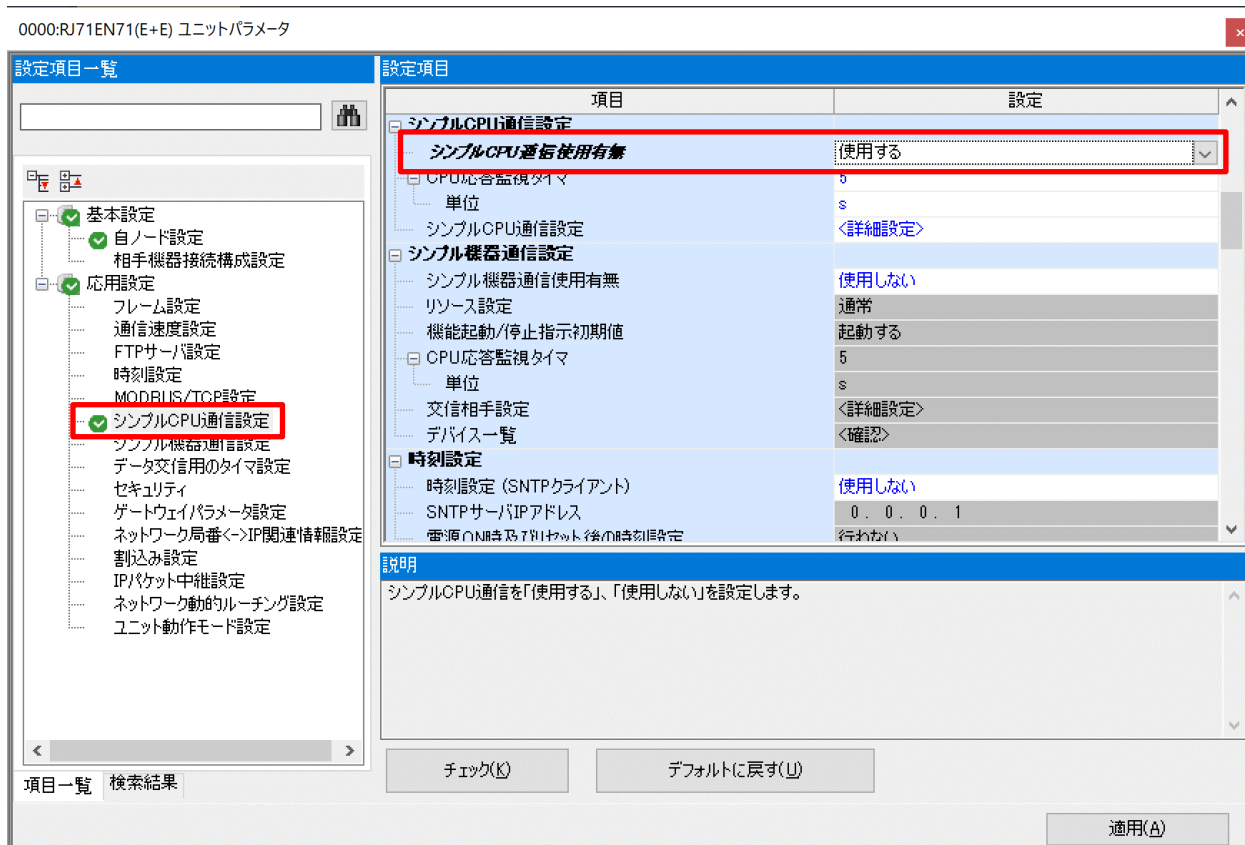 0000:RJ71EN71(E+E) ユニットパラメータ
設定項目一覧
基本設定
自ノード設定
相手機器接続構成設定
応用設定
フレーム設定
通信速度設定
FTPサーバ設定
時刻設定
MODBUS/TCP設定
シンプルCPU通信設定
シンプル機器通信設定
データ交信用のタイマ設定
セキュリティ
ゲートウェイパラメータ設定
ネットワーク局番<->IP関連情報設定
割込み設定
IPパケット中継設定
ネットワーク動的ルーチング設定
ユニット動作モード設定
項目一覧 検索結果
設定項目
項目 設定
シンプルCPU通信設定
シンプルCPU通信使用有無 使用する
CPU応答監視タイマ 5
単位 s
シンプルCPU通信設定 <詳細設定>
シンプル機器通信設定
シンプル機器通信使用有無 使用しない
リソース設定 通常
機能起動/停止指示初期値 起動する
CPU応答監視タイマ 5
単位 s
交信相手設定 <詳細設定>
デバイス一覧 <確認>
時刻設定
時刻設定 (SNTPクライアント) 使用しない
SNTPサーバIPアドレス 0 . 0 . 0 . 1
電源ON時及びリセット後の時刻設定 行わない
説明
シンプルCPU通信を「使用する」、「使用しない」を設定します。
チェック(K) デフォルトに戻す(U)
適用(A)